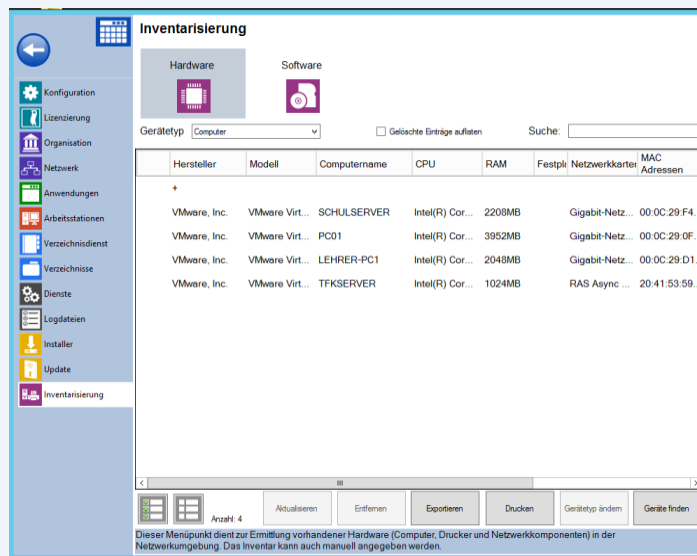 Inventarisierung
Hardware
Software
Konfiguration
Lizenzierung
Organisation
Netzwerk
Anwendungen
Arbeitsstationen
Verzeichnisdienst
Verzeichnisse
Dienste
Logdateien
Installer
Update
Inventarisierung
Gerätetyp Computer Gelöschte Einträge auflisten Suche:
Hersteller Modell Computername CPU RAM Festpl Netzwerkkarten MAC Adressen
+
VMware, Inc. VMware Virt... SCHULSERVER Intel(R) Cor... 2208MB Gigabit-Netz... 00:0C:29:F4.
VMware, Inc. VMware Virt... PC01 Intel(R) Cor... 3952MB Gigabit-Netz... 00:0C:29:0F.
VMware, Inc. VMware Virt... LEHRER-PC1 Intel(R) Cor... 2048MB Gigabit-Netz... 00:0C:29:D1.
VMware, Inc. VMware Virt... TFKSERVER Intel(R) Cor... 1024MB RAS Async ... 20:41:53:59..
Anzahl: 4
Aktualisieren Entfernen Exportieren Drucken Gerätetyp ändern Geräte finden
Dieser Menüpunkt dient zur Ermittlung vorhandener Hardware (Computer, Drucker und Netzwerkkomponenten) in der
Netzwerkumgebung. Das Inventar kann auch manuell angegeben werden.